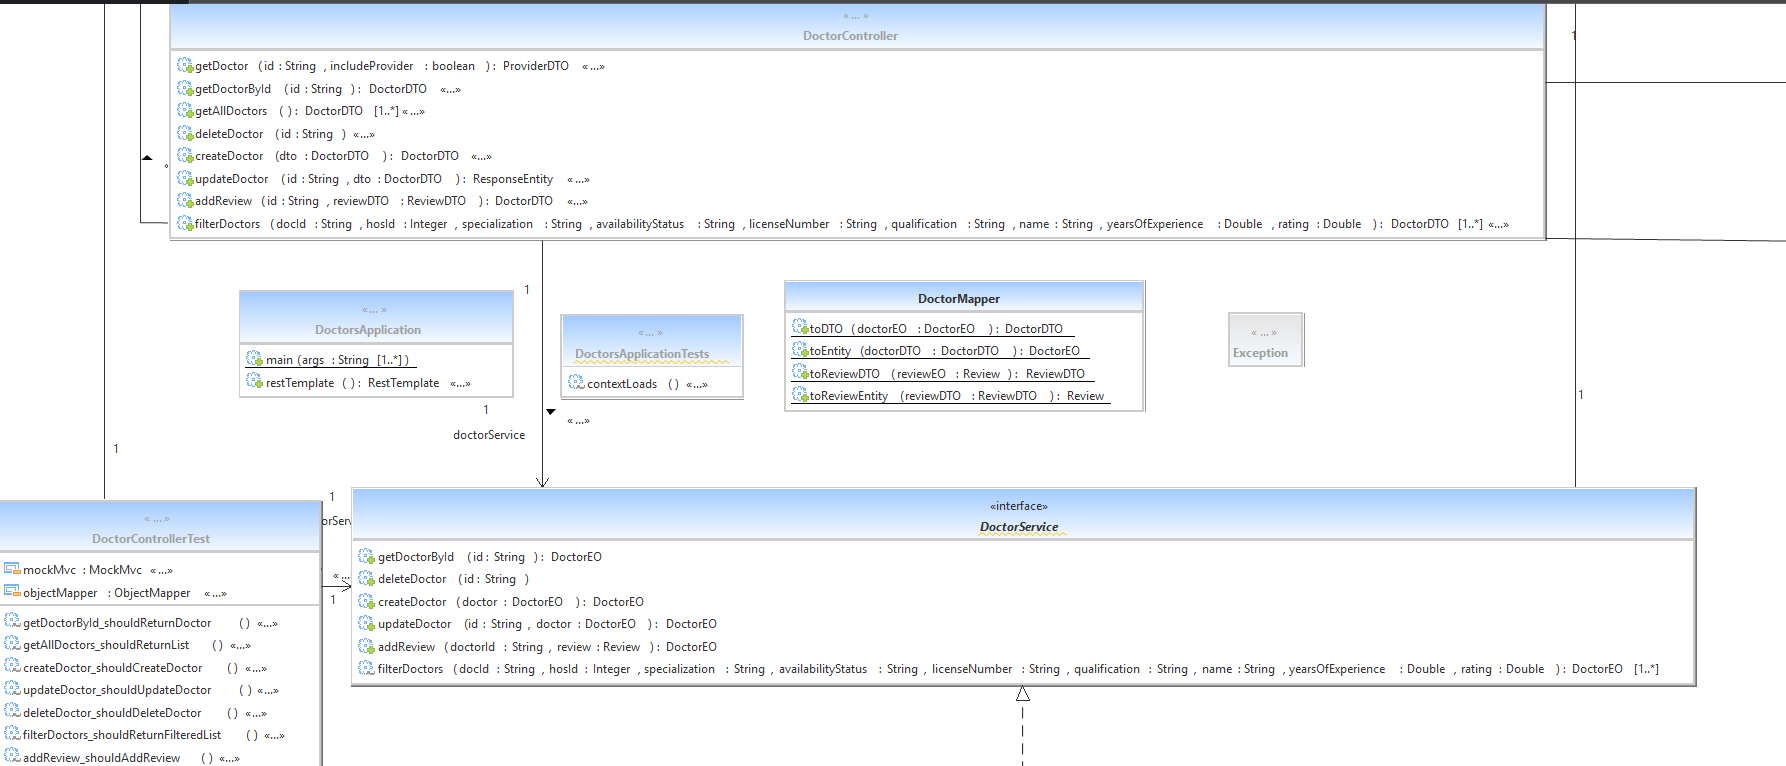 «...»
DoctorController
getDoctor (id : String , includeProvider : boolean ) : ProviderDTO «...»
getDoctorById (id : String ) : DoctorDTO «...»
getAllDoctors ( ) : DoctorDTO [1..*] «...»
deleteDoctor (id : String ) «...»
createDoctor (dto : DoctorDTO ) : DoctorDTO «...»
updateDoctor (id : String , dto : DoctorDTO ) : ResponseEntity «...»
addReview (id : String , reviewDTO : ReviewDTO ) : DoctorDTO «...»
filterDoctors (docId : String , hosId : Integer , specialization : String , availabilityStatus : String , licenseNumber : String , qualification : String , name : String , yearsOfExperience : Double , rating : Double ) : DoctorDTO [1..*] «...»
1
«
1
«...»
DoctorsApplication
main (args : String [1..*] )
restTemplate ( ) : RestTemplate «...»
«...»
DoctorsApplicationTests
contextLoads ( ) «...»
DoctorMapper
toDTO (doctorEO : DoctorEO ) : DoctorDTO
toEntity (doctorDTO : DoctorDTO ) : DoctorEO
toReviewDTO (reviewEO : Review ) : ReviewDTO
toReviewEntity (reviewDTO : ReviewDTO ) : Review
«...»
Exception
1
1
doctorService
«...»
1
1
orServ
«...
1
«...»
DoctorControllerTest
mockMvc : MockMvc «...»
objectMapper : ObjectMapper «...»
getDoctorById_shouldReturnDoctor ( ) «...»
getAllDoctors_shouldReturnList ( ) «...»
createDoctor_shouldCreateDoctor ( ) «...»
updateDoctor_shouldUpdateDoctor ( ) «...»
deleteDoctor_shouldDeleteDoctor ( ) «...»
filterDoctors_shouldReturnFilteredList ( ) «...»
addReview_shouldAddReview ( ) «...»
«interface»
DoctorService
getDoctorById (id : String ) : DoctorEO
deleteDoctor (id : String )
createDoctor (doctor : DoctorEO ) : DoctorEO
updateDoctor (id : String , doctor : DoctorEO ) : DoctorEO
addReview (doctorId : String , review : Review ) : DoctorEO
filterDoctors (docId : String , hosId : Integer , specialization : String , availabilityStatus : String , licenseNumber : String , qualification : String , name : String , yearsOfExperience : Double , rating : Double ) : DoctorEO [1..*]